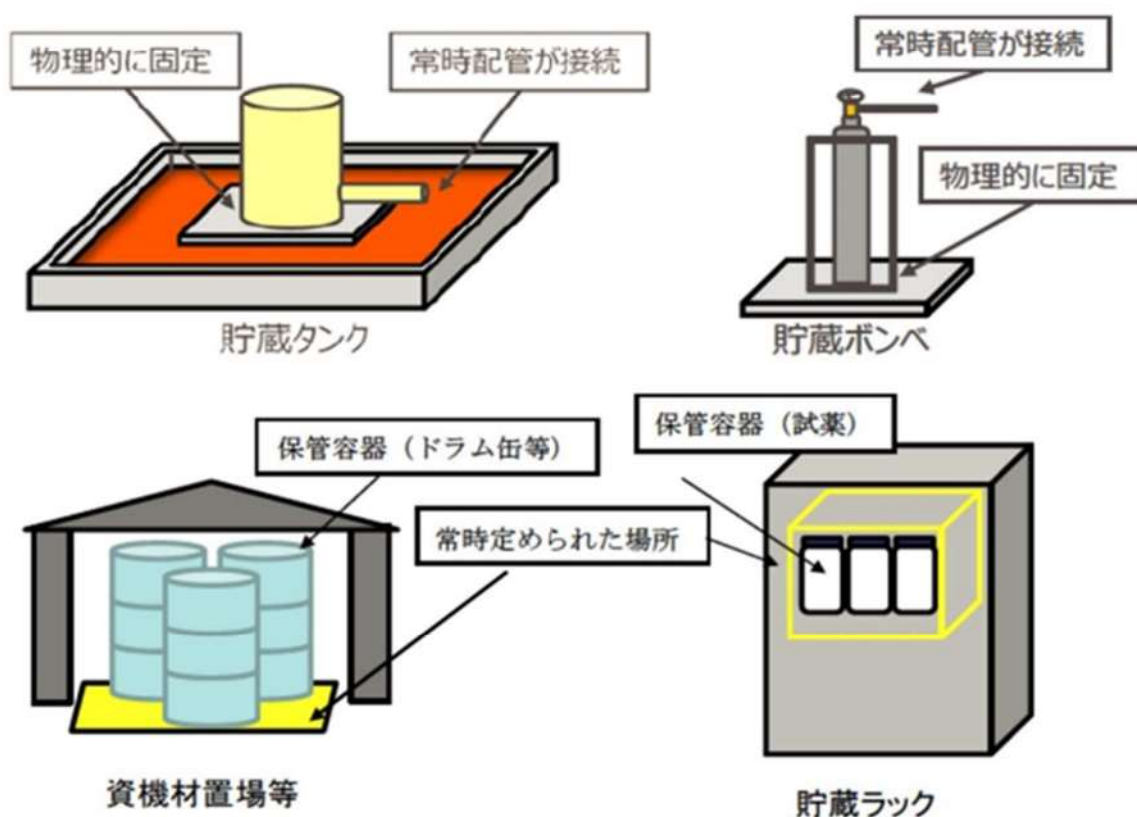 物理的に固定
常時配管が接続
貯蔵タンク
常時配管が接続
物理的に固定
貯蔵ボンベ
保管容器（ドラム缶等）
常時定められた場所
資機材置場等
保管容器（試薬）
貯蔵ラック